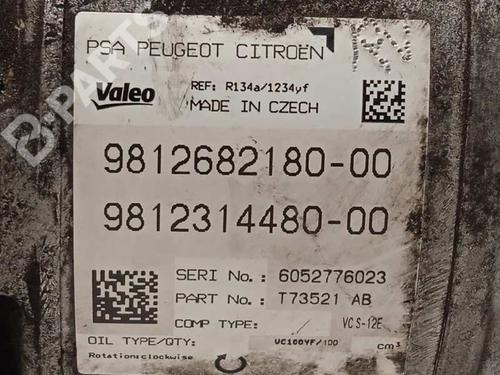 PSA PEUGEOT CITROËN
Valeo
REF: R134a/1234yf
MADE IN CZECH
9812682180-00
9812314480-00
SERI No.: 6052776023
PART No.: T73521 AB
COMP TYPE: VCS-12E
OIL TYPE/QTY: VC100YF/100 cm³
Rotation:clockwise
B-PARTS